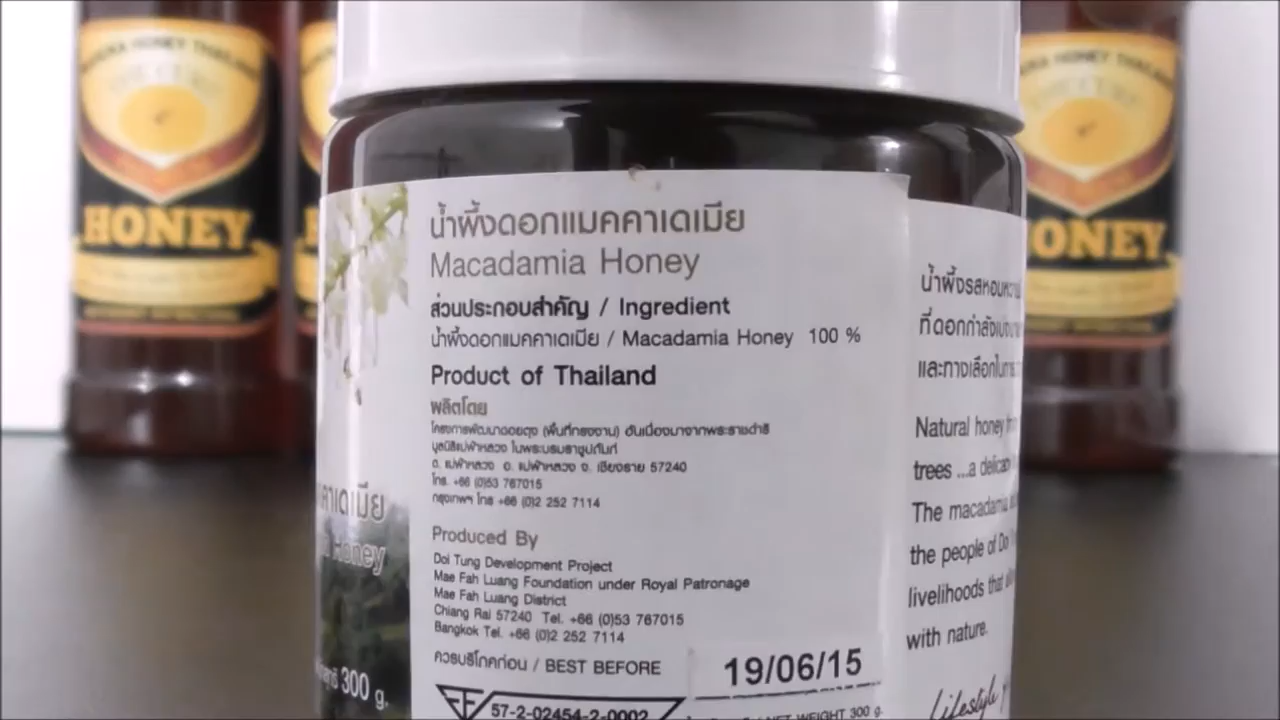 HONEY
HONEY
น้ำผึ้งดอกแมคคาเดเมีย
Macadamia Honey
ส่วนประกอบสำคัญ / Ingredient
น้ำผึ้งดอกแมคคาเดเมีย / Macadamia Honey 100 %
Product of Thailand
ผลิตโดย
โครงการพัฒนาดอยตุง (พื้นที่ทรงงาน) อันเนื่องมาจากพระราชดำริ
มูลนิธิแม่ฟ้าหลวง ในพระบรมราชูปถัมภ์
อ. แม่ฟ้าหลวง จ. เชียงราย 57240
โทร. +66 (0)53 767015
กรุงเทพฯ โทร +66 (0)2 252 7114
Produced By
Doi Tung Development Project
Mae Fah Luang Foundation under Royal Patronage
Mae Fah Luang District
Chiang Rai 57240 Tel. +66 (0)53 767015
Bangkok Tel. +66 (0)2 252 7114
ควรบริโภคก่อน / BEST BEFORE 19/06/15
57-2-02454-2-0002
NET WEIGHT 300 g.
Honey
300 g.
น้ำผึ้งรสหอมหวาน
ที่ดอกกำลังเบ่งบาน
และทางเลือกในการ
Natural honey
trees ...a
The macadamia
the people of Doi
livelihoods that
with nature.
Lifestyle